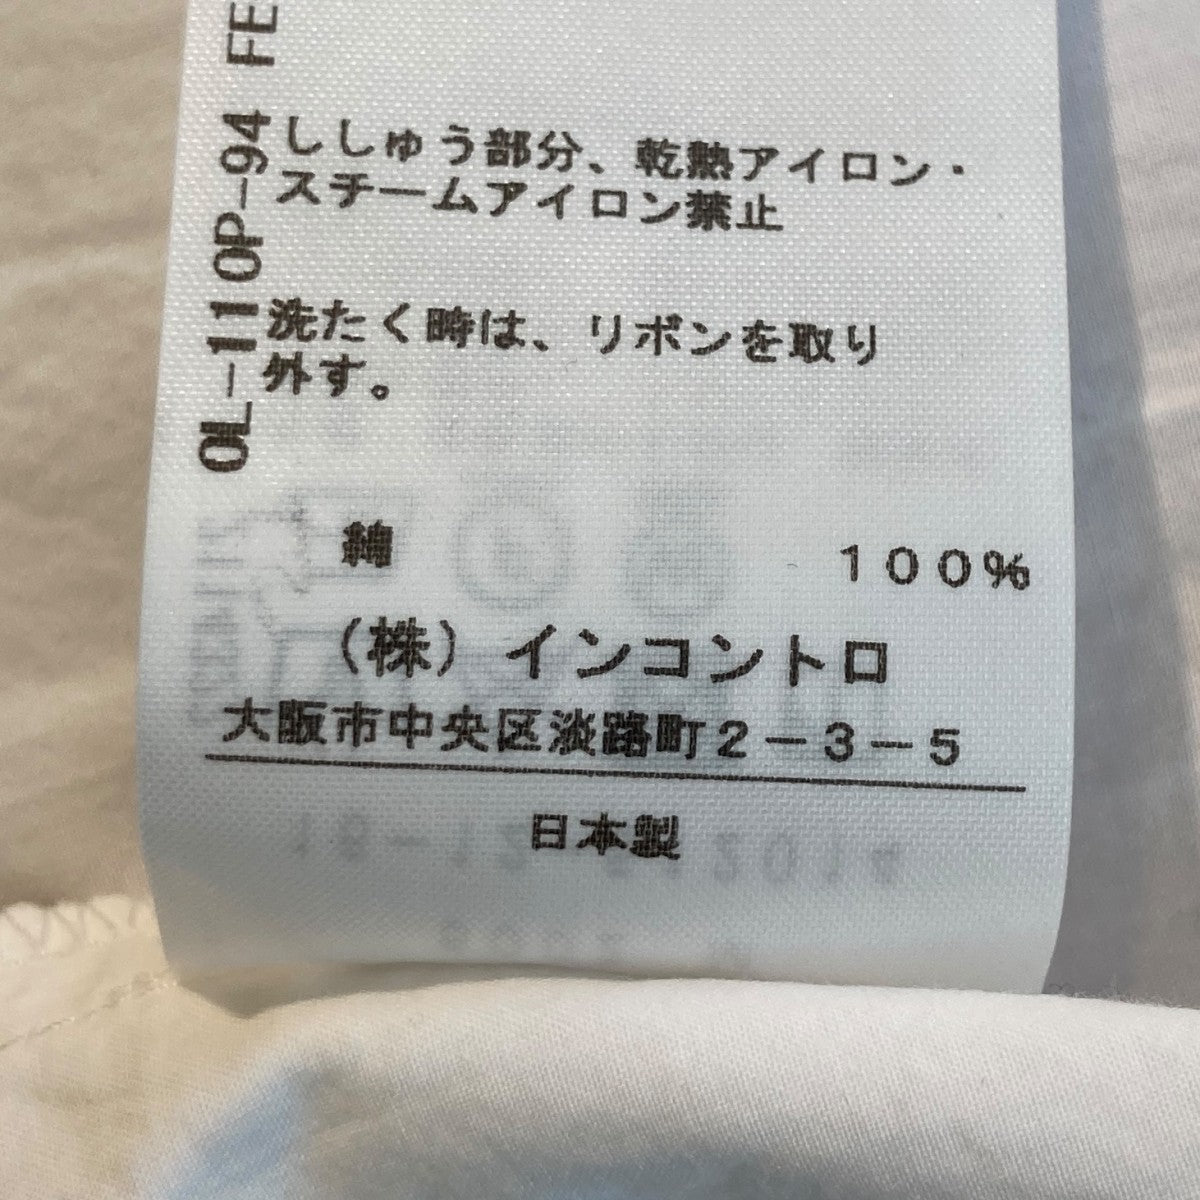 ししゅう部分、乾熱アイロン・
スチームアイロン禁止
洗たく時は、リボンを取り
外す。
綿 100%
(株)インコントロ
大阪市中央区淡路町2-3-5
日本製
OL-110P-94 FE